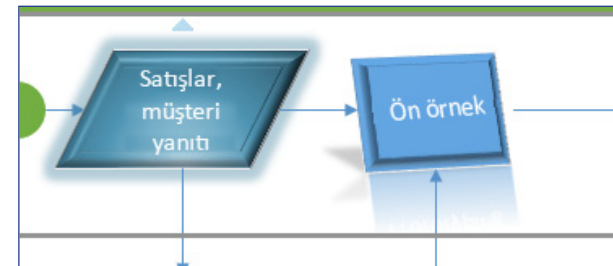 Satışlar,
müşteri
yanıtı
Ön örnek